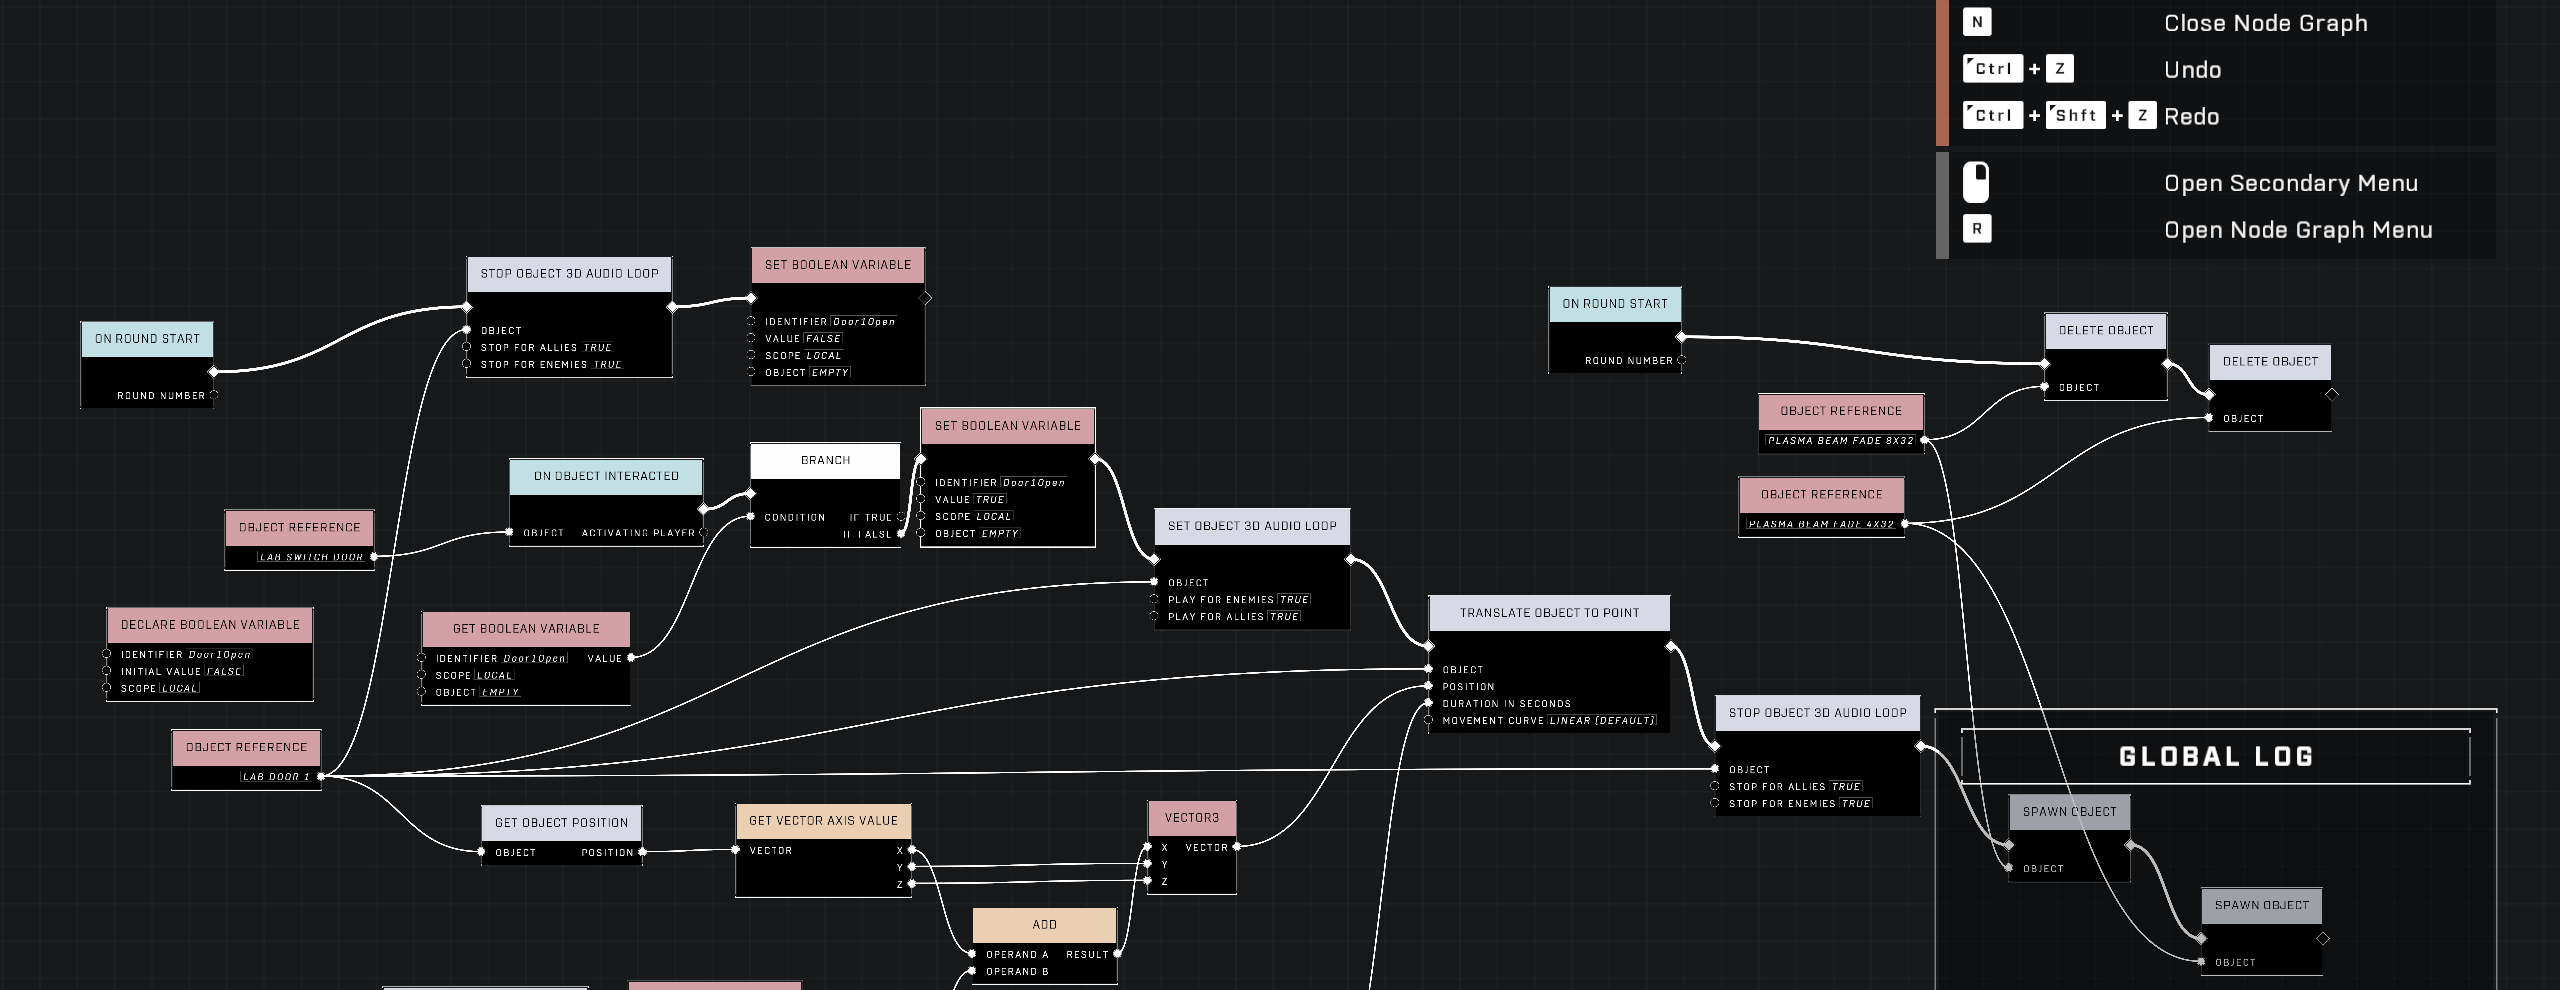 N Close Node Graph
Ctrl + Z Undo
Ctrl + Shft + Z Redo
Open Secondary Menu
R Open Node Graph Menu
ON ROUND START
ROUND NUMBER
STOP OBJECT 3D AUDIO LOOP
OBJECT
STOP FOR ALLIES TRUE
STOP FOR ENEMIES TRUE
SET BOOLEAN VARIABLE
IDENTIFIER Door1Open
VALUE FALSE
SCOPE LOCAL
OBJECT EMPTY
ON ROUND START
ROUND NUMBER
DELETE OBJECT
OBJECT
DELETE OBJECT
OBJECT
OBJECT REFERENCE
PLASMA BEAM FADE 8X32
OBJECT REFERENCE
PLASMA BEAM FADE 4X32
OBJECT REFERENCE
LAB SWITCH DOOR
ON OBJECT INTERACTED
OBJECT ACTIVATING PLAYER
BRANCH
CONDITION IF TRUE
IF FALSE
SET BOOLEAN VARIABLE
IDENTIFIER Door1Open
VALUE TRUE
SCOPE LOCAL
OBJECT EMPTY
SET OBJECT 3D AUDIO LOOP
OBJECT
PLAY FOR ENEMIES TRUE
PLAY FOR ALLIES TRUE
DECLARE BOOLEAN VARIABLE
IDENTIFIER Door1Open
INITIAL VALUE FALSE
SCOPE LOCAL
GET BOOLEAN VARIABLE
IDENTIFIER Door1Open VALUE
SCOPE LOCAL
OBJECT EMPTY
TRANSLATE OBJECT TO POINT
OBJECT
POSITION
DURATION IN SECONDS
MOVEMENT CURVE LINEAR (DEFAULT)
OBJECT REFERENCE
LAB DOOR 1
STOP OBJECT 3D AUDIO LOOP
OBJECT
STOP FOR ALLIES TRUE
STOP FOR ENEMIES TRUE
GLOBAL LOG
GET OBJECT POSITION
OBJECT POSITION
GET VECTOR AXIS VALUE
VECTOR X
Y
Z
VECTOR3
X VECTOR
Y
Z
SPAWN OBJECT
OBJECT
ADD
OPERAND A RESULT
OPERAND B
SPAWN OBJECT
OBJECT